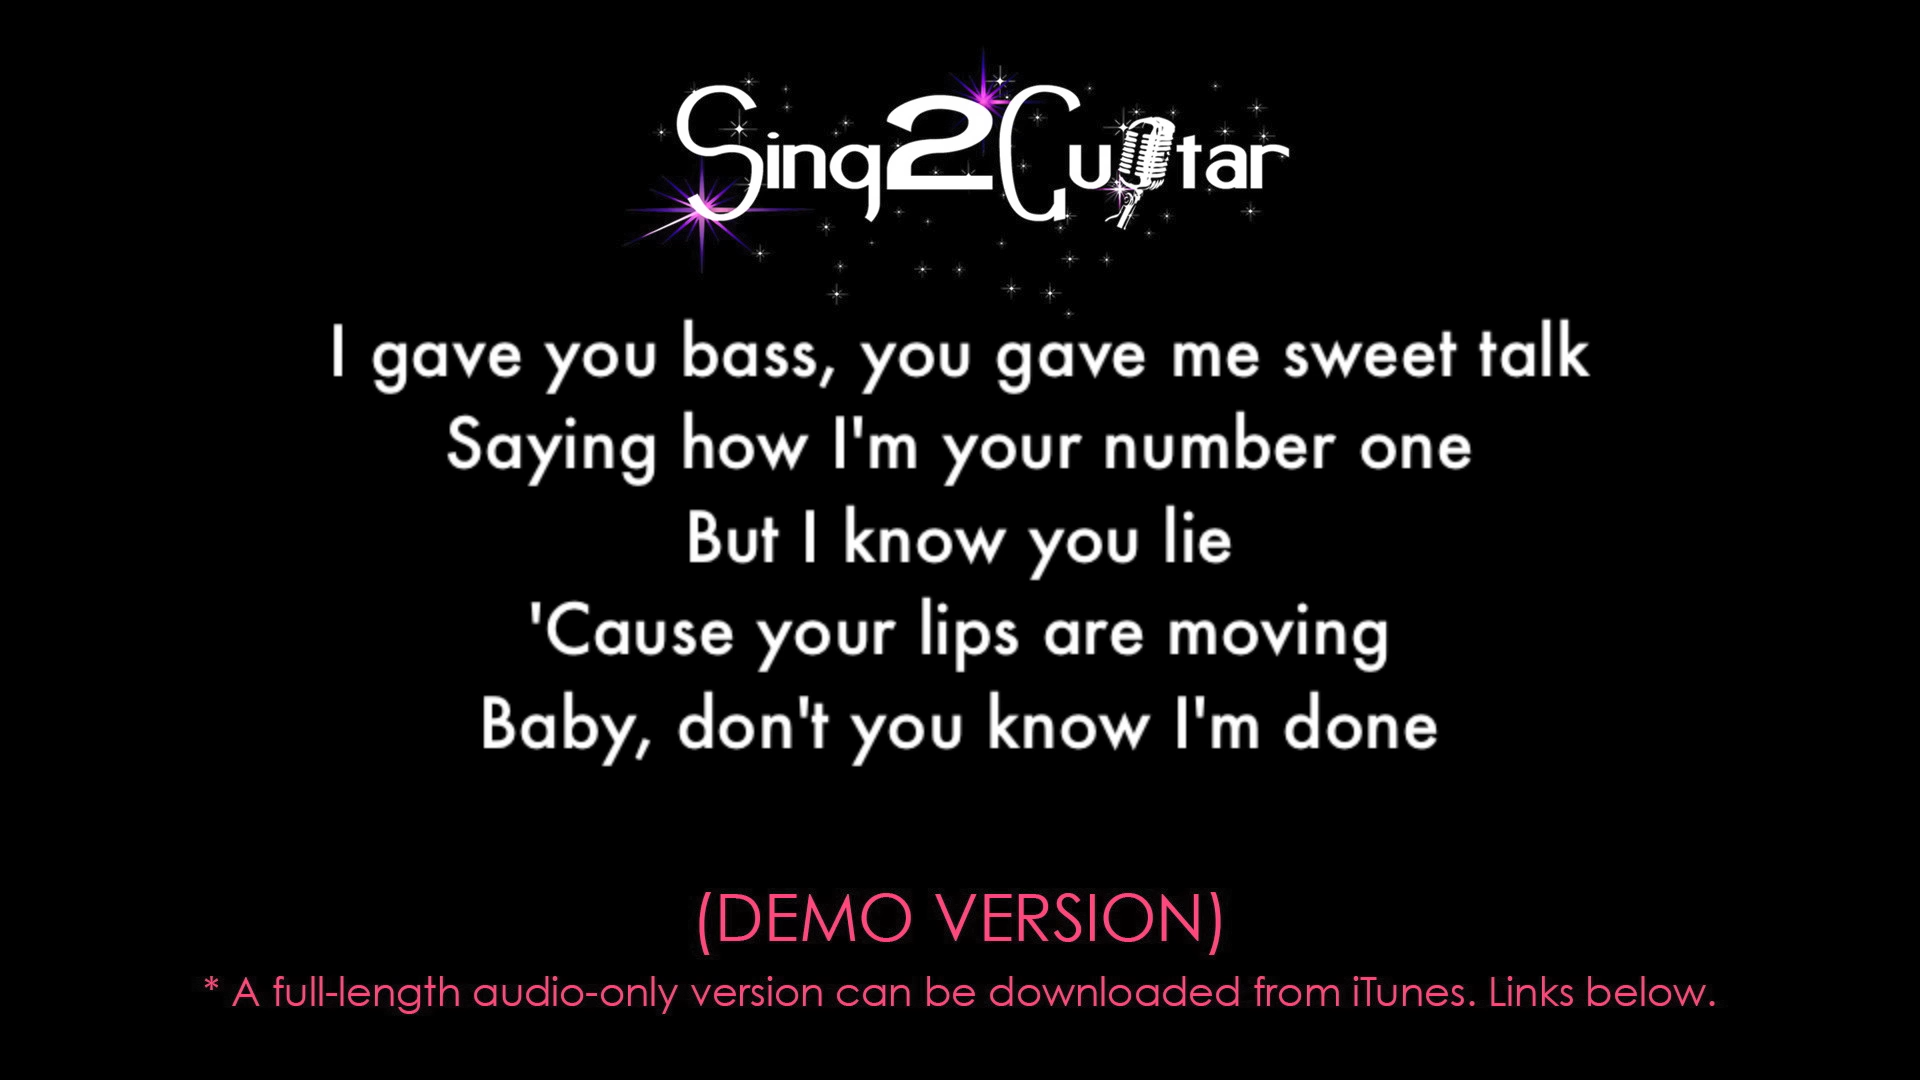 Sing2Guitar
I gave you bass, you gave me sweet talk
Saying how I'm your number one
But I know you lie
'Cause your lips are moving
Baby, don't you know I'm done
(DEMO VERSION)
* A full-length audio-only version can be downloaded from iTunes. Links below.